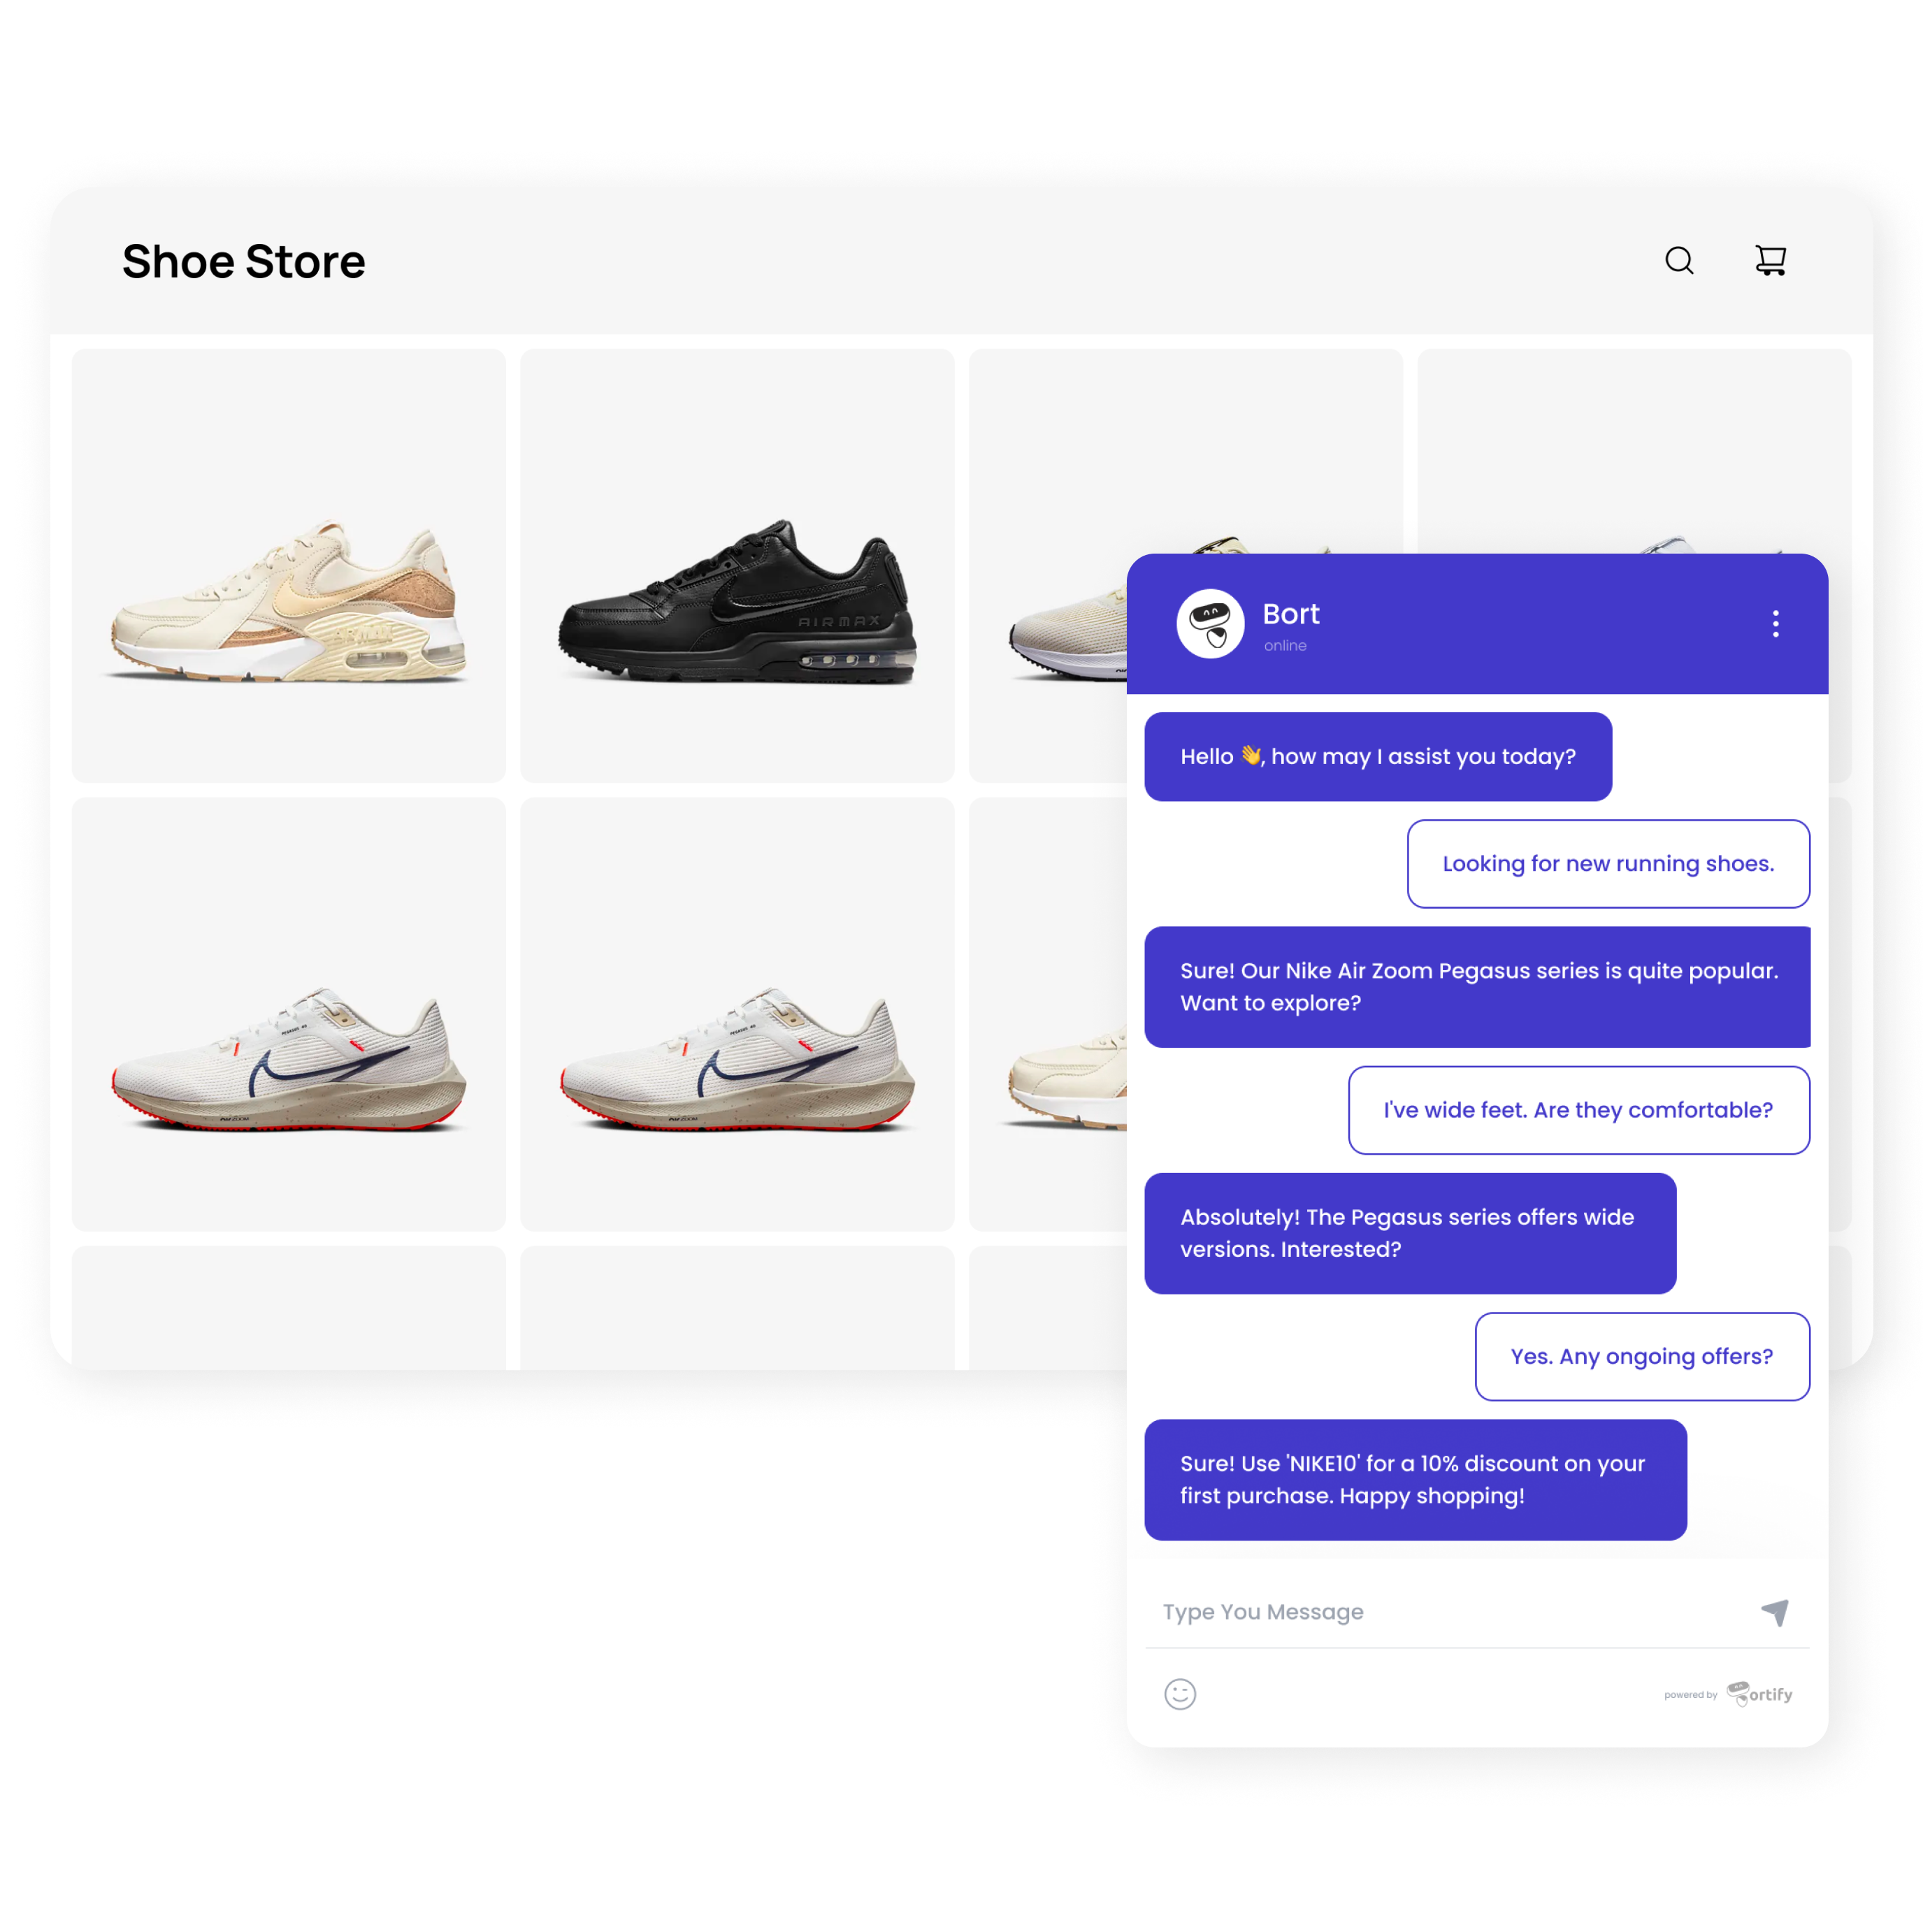 Shoe Store
AIRMAX
Bort
online
Hello 👋, how may I assist you today?
Looking for new running shoes.
Sure! Our Nike Air Zoom Pegasus series is quite popular.
Want to explore?
I've wide feet. Are they comfortable?
Absolutely! The Pegasus series offers wide
versions. Interested?
Yes. Any ongoing offers?
Sure! Use 'NIKE10' for a 10% discount on your
first purchase. Happy shopping!
Type You Message
powered by ortify